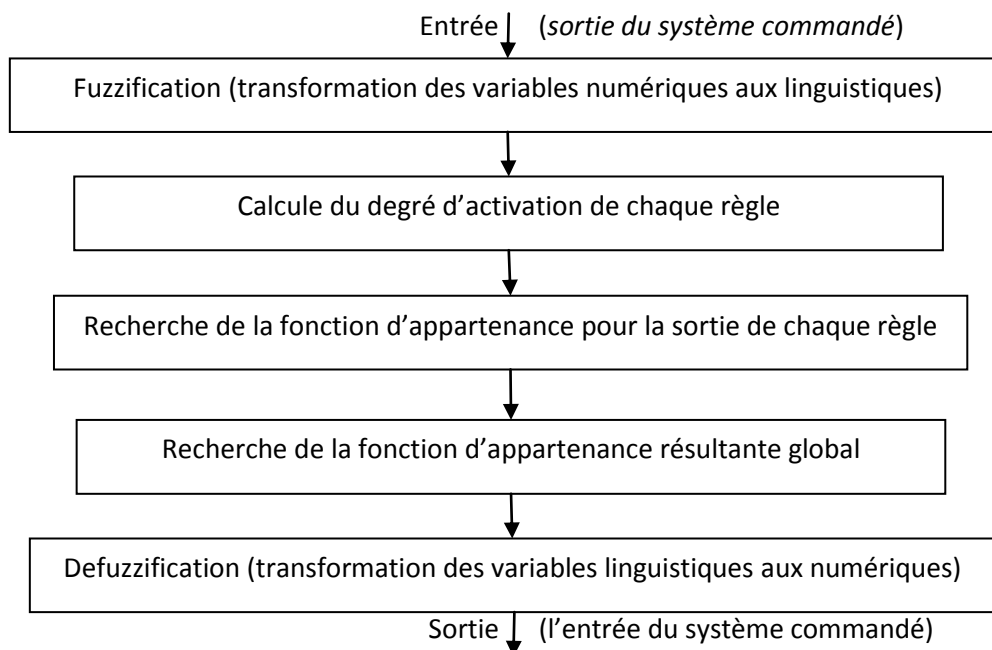 Entrée (sortie du système commandé)
Fuzzification (transformation des variables numériques aux linguistiques)
Calcule du degré d’activation de chaque règle
Recherche de la fonction d’appartenance pour la sortie de chaque règle
Recherche de la fonction d’appartenance résultante global
Defuzzification (transformation des variables linguistiques aux numériques)
Sortie (l’entrée du système commandé)